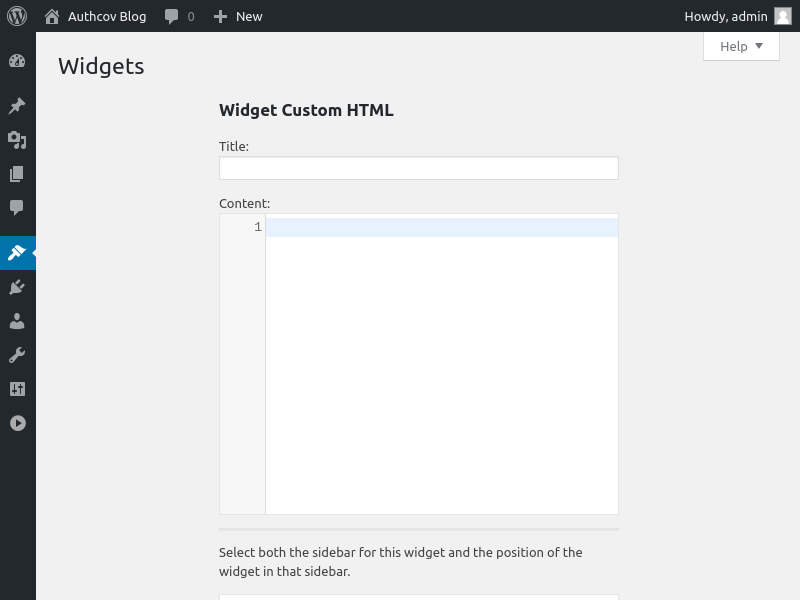 Authcov Blog 0 New Howdy, admin
Help
Widgets
Widget Custom HTML
Title:
Content:
1
Select both the sidebar for this widget and the position of the
widget in that sidebar.